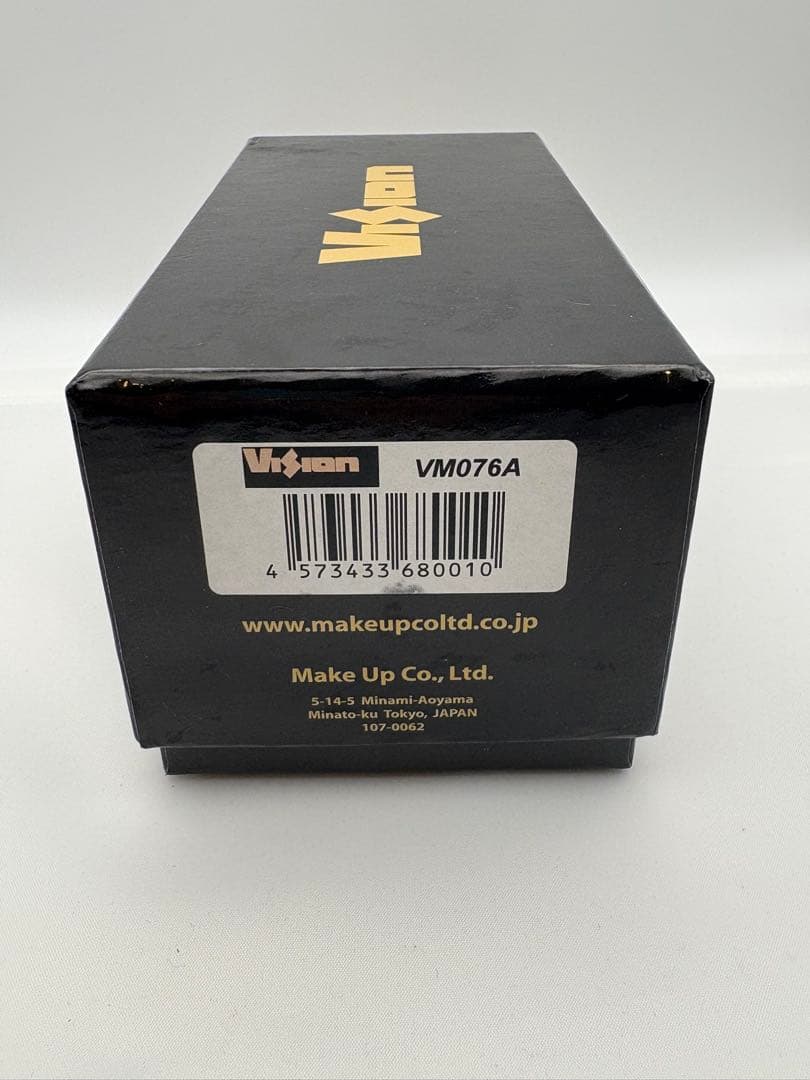 Vision
Vision VM076A
4 573433 680010
www.makeupcoltd.co.jp
Make Up Co., Ltd.
5-14-5 Minami-Aoyama
Minato-ku Tokyo, JAPAN
107-0062